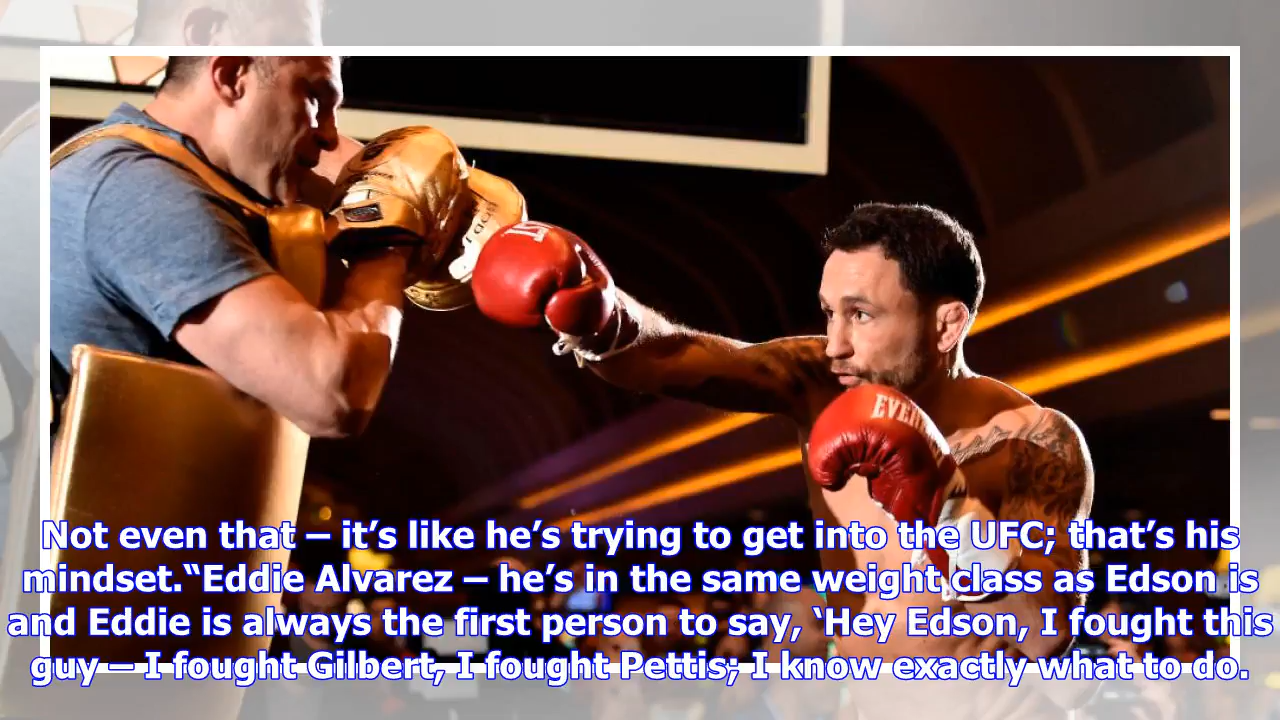 EVER
Not even that – it’s like he’s trying to get into the UFC; that’s his
mindset.“Eddie Alvarez – he’s in the same weight class as Edson is
and Eddie is always the first person to say, ‘Hey Edson, I fought this
guy – I fought Gilbert, I fought Pettis; I know exactly what to do.